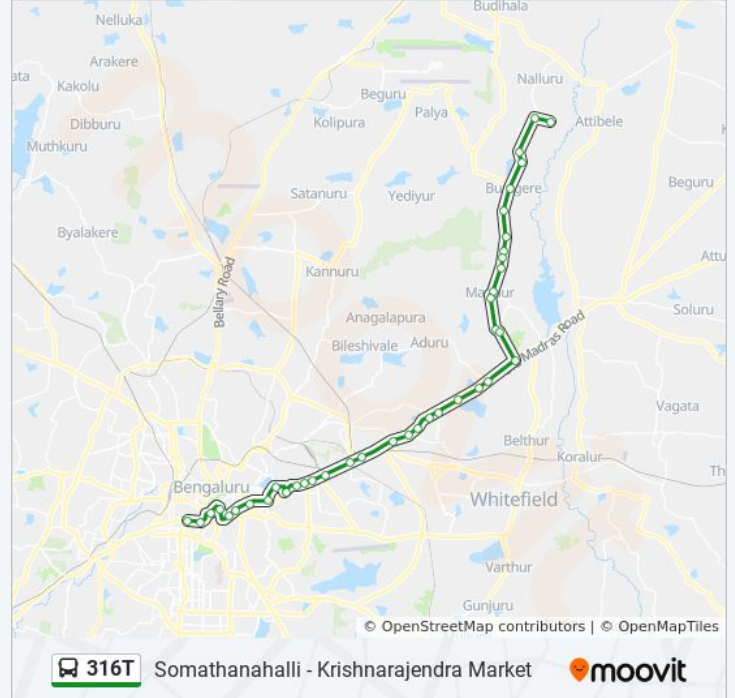 Budihala
Nelluka
Arakere
ata
Kakolu
Nalluru
Beguru
Palya
Dibburu
Kolipura
Attibele
Muthkuru
Satanuru
Yediyur
Beguru
Byalakere
Attu
Kannuru
Bellary Road
Anagalapura
Soluru
Bileshivale
Aduru
Madras Road
Vagata
Belthur
Koralur
Th
Bengaluru
Whitefield
Varthur
Gunjuru
© OpenStreetMap contributors | © OpenMapTiles
316T Somathanahalli - Krishnarajendra Market moovit